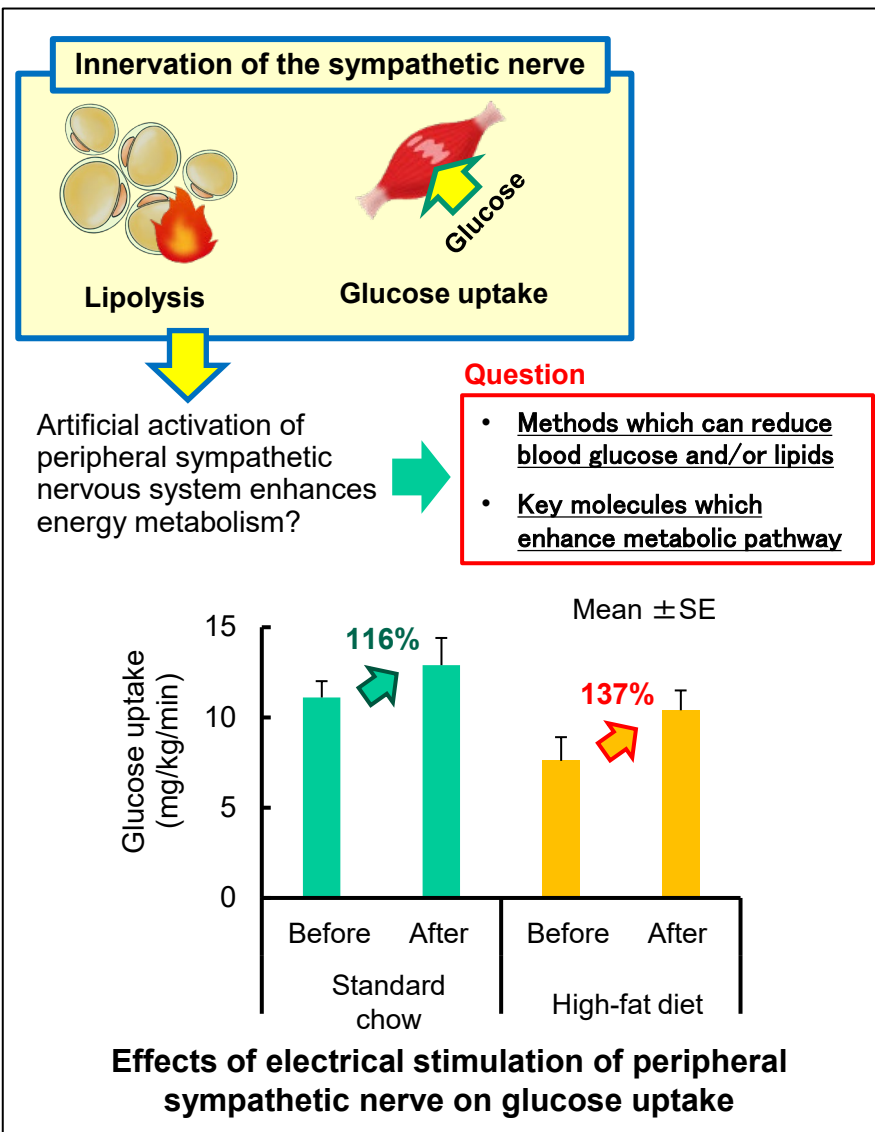 Innervation of the sympathetic nerve
Glucose
Lipolysis
Glucose uptake
Artificial activation of
peripheral sympathetic
nervous system enhances
energy metabolism?
Question
• Methods which can reduce
blood glucose and/or lipids
• Key molecules which
enhance metabolic pathway
Mean ±SE
Glucose uptake
(mg/kg/min)
15
10
5
0
116%
137%
Before After Before After
Standard
chow
High-fat diet
Effects of electrical stimulation of peripheral
sympathetic nerve on glucose uptake